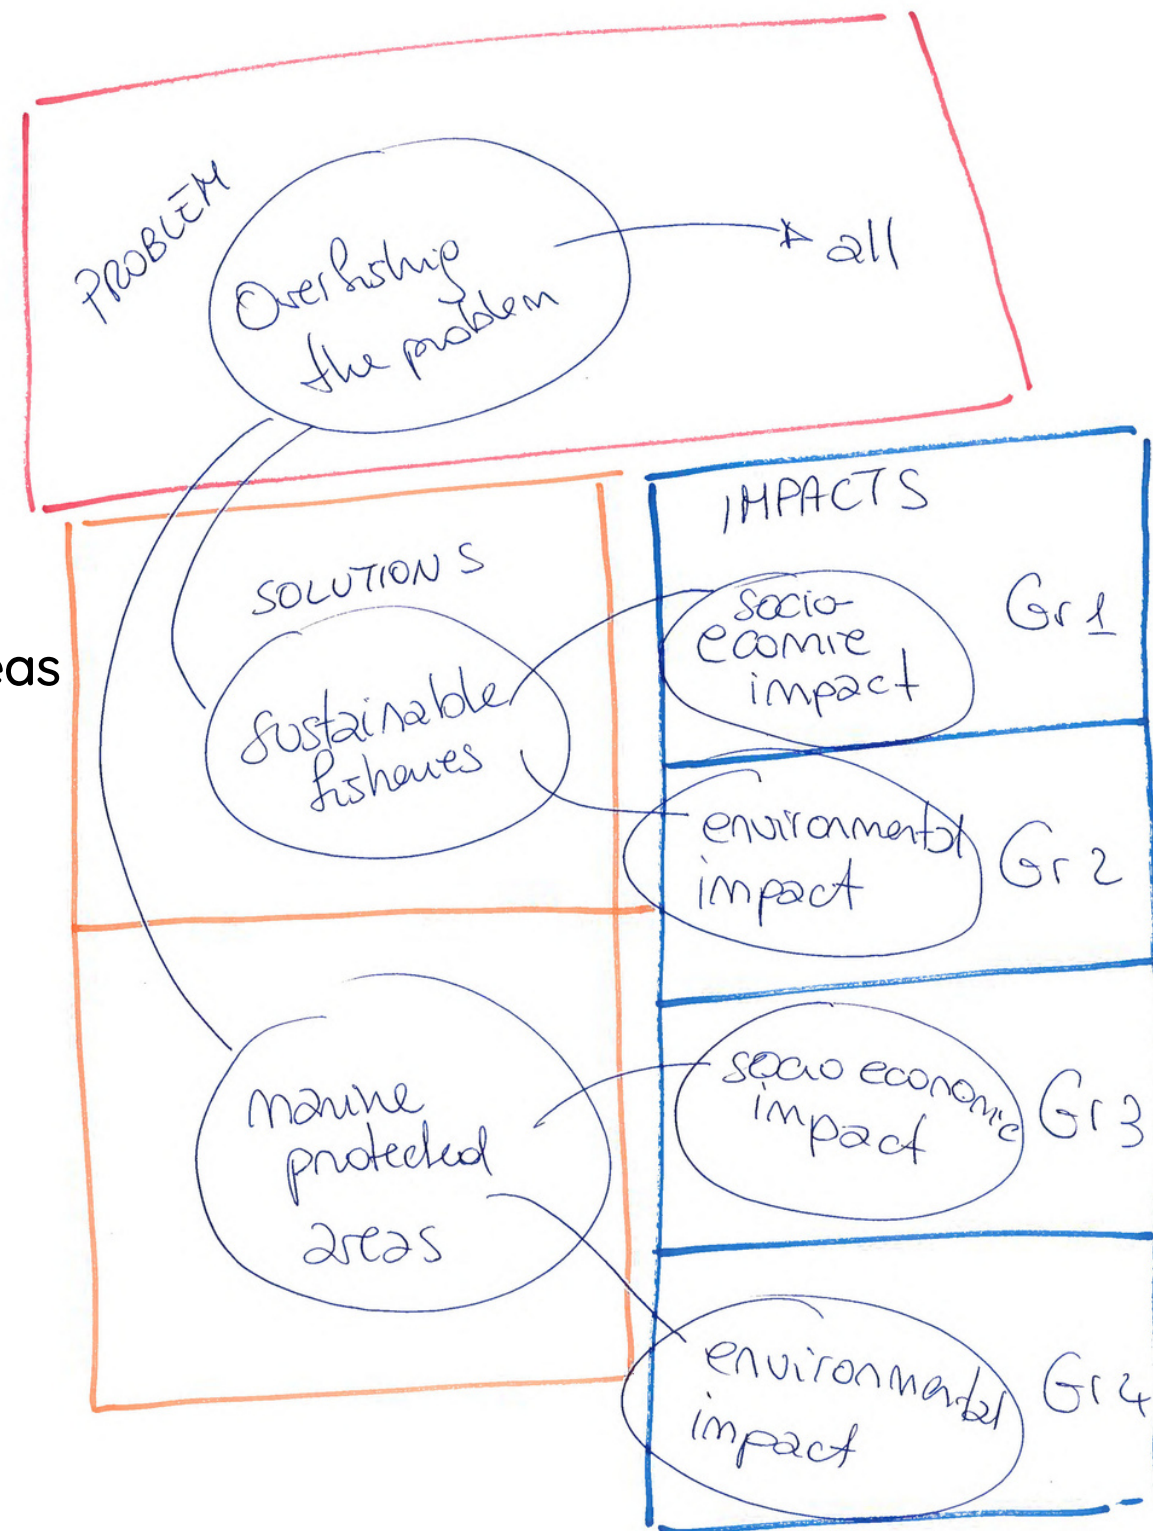 PROBLEM
Overfishing
the problem
all
SOLUTIONS
IMPACTS
socio-
ecomic
impact
Gr 1
eas
sustainable
fisheries
environmental
impact
Gr 2
marine
protected
areas
socio economic
impact
Gr 3
environmental
impact
Gr 4